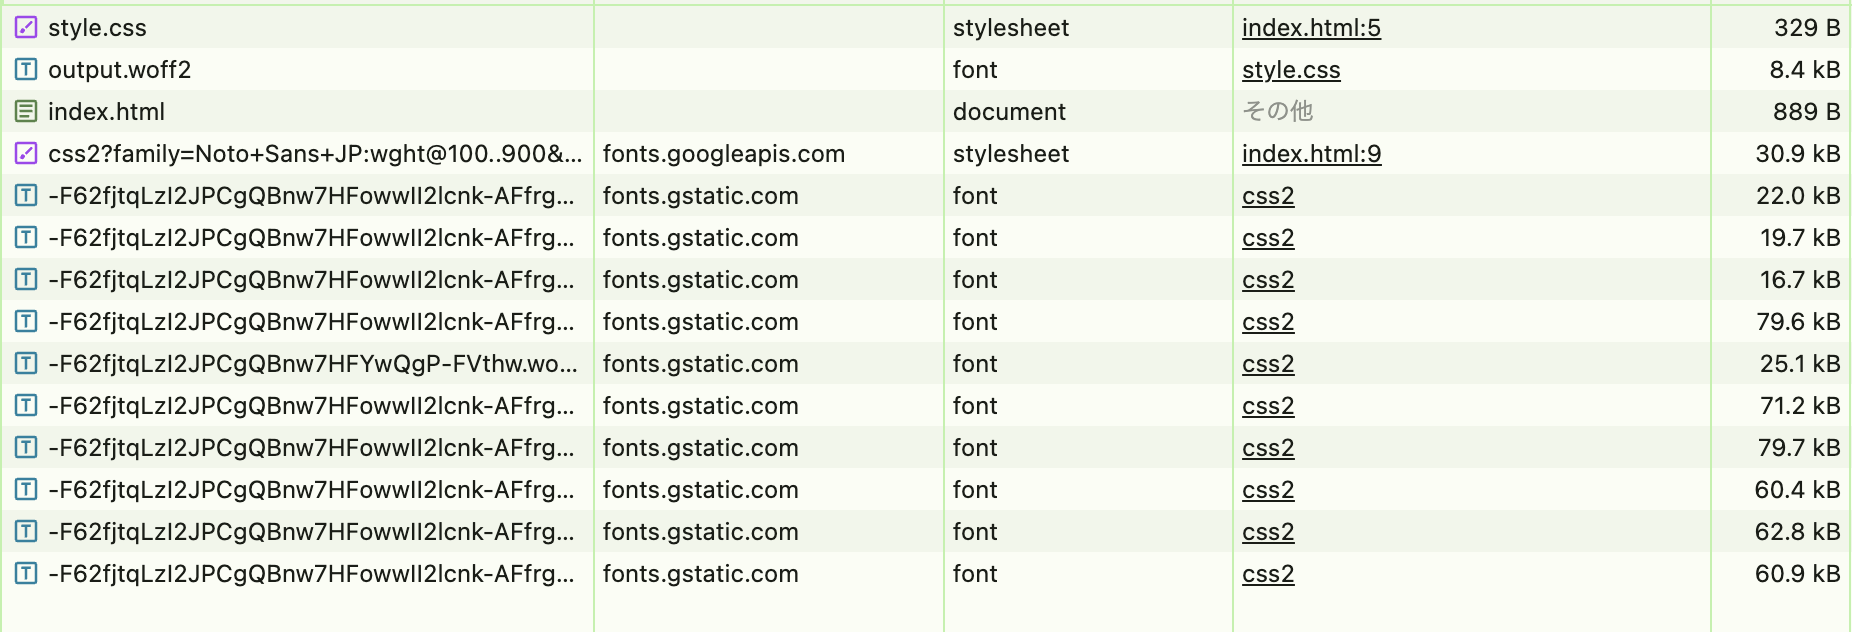 style.css stylesheet index.html:5 329 B
output.woff2 font style.css 8.4 kB
index.html document その他 889 B
css2?family=Noto+Sans+JP:wght@100..900&... fonts.googleapis.com stylesheet index.html:9 30.9 kB
-F62fjtqLzI2JPCgQBnw7HFowwII2lcnk-AFfrg... fonts.gstatic.com font css2 22.0 kB
-F62fjtqLzI2JPCgQBnw7HFowwII2lcnk-AFfrg... fonts.gstatic.com font css2 19.7 kB
-F62fjtqLzI2JPCgQBnw7HFowwII2lcnk-AFfrg... fonts.gstatic.com font css2 16.7 kB
-F62fjtqLzI2JPCgQBnw7HFowwII2lcnk-AFfrg... fonts.gstatic.com font css2 79.6 kB
-F62fjtqLzI2JPCgQBnw7HFYwQgP-FVthw.wo... fonts.gstatic.com font css2 25.1 kB
-F62fjtqLzI2JPCgQBnw7HFowwII2lcnk-AFfrg... fonts.gstatic.com font css2 71.2 kB
-F62fjtqLzI2JPCgQBnw7HFowwII2lcnk-AFfrg... fonts.gstatic.com font css2 79.7 kB
-F62fjtqLzI2JPCgQBnw7HFowwII2lcnk-AFfrg... fonts.gstatic.com font css2 60.4 kB
-F62fjtqLzI2JPCgQBnw7HFowwII2lcnk-AFfrg... fonts.gstatic.com font css2 62.8 kB
-F62fjtqLzI2JPCgQBnw7HFowwII2lcnk-AFfrg... fonts.gstatic.com font css2 60.9 kB